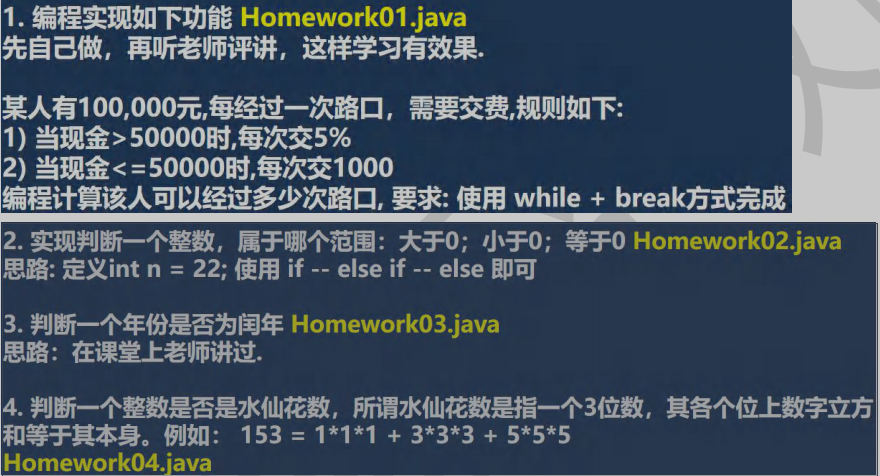 1. 编程实现如下功能 Homework01.java
先自己做，再听老师评讲，这样学习有效果.
某人有100,000元,每经过一次路口，需要交费,规则如下:
1) 当现金>50000时,每次交5%
2) 当现金<=50000时,每次交1000
编程计算该人可以经过多少次路口, 要求: 使用 while + break方式完成
2. 实现判断一个整数，属于哪个范围：大于0；小于0；等于0 Homework02.java
思路: 定义int n = 22; 使用 if -- else if -- else 即可
3. 判断一个年份是否为闰年 Homework03.java
思路：在课堂上老师讲过.
4. 判断一个整数是否是水仙花数，所谓水仙花数是指一个3位数，其各个位上数字立方
和等于其本身。例如： 153 = 1*1*1 + 3*3*3 + 5*5*5
Homework04.java